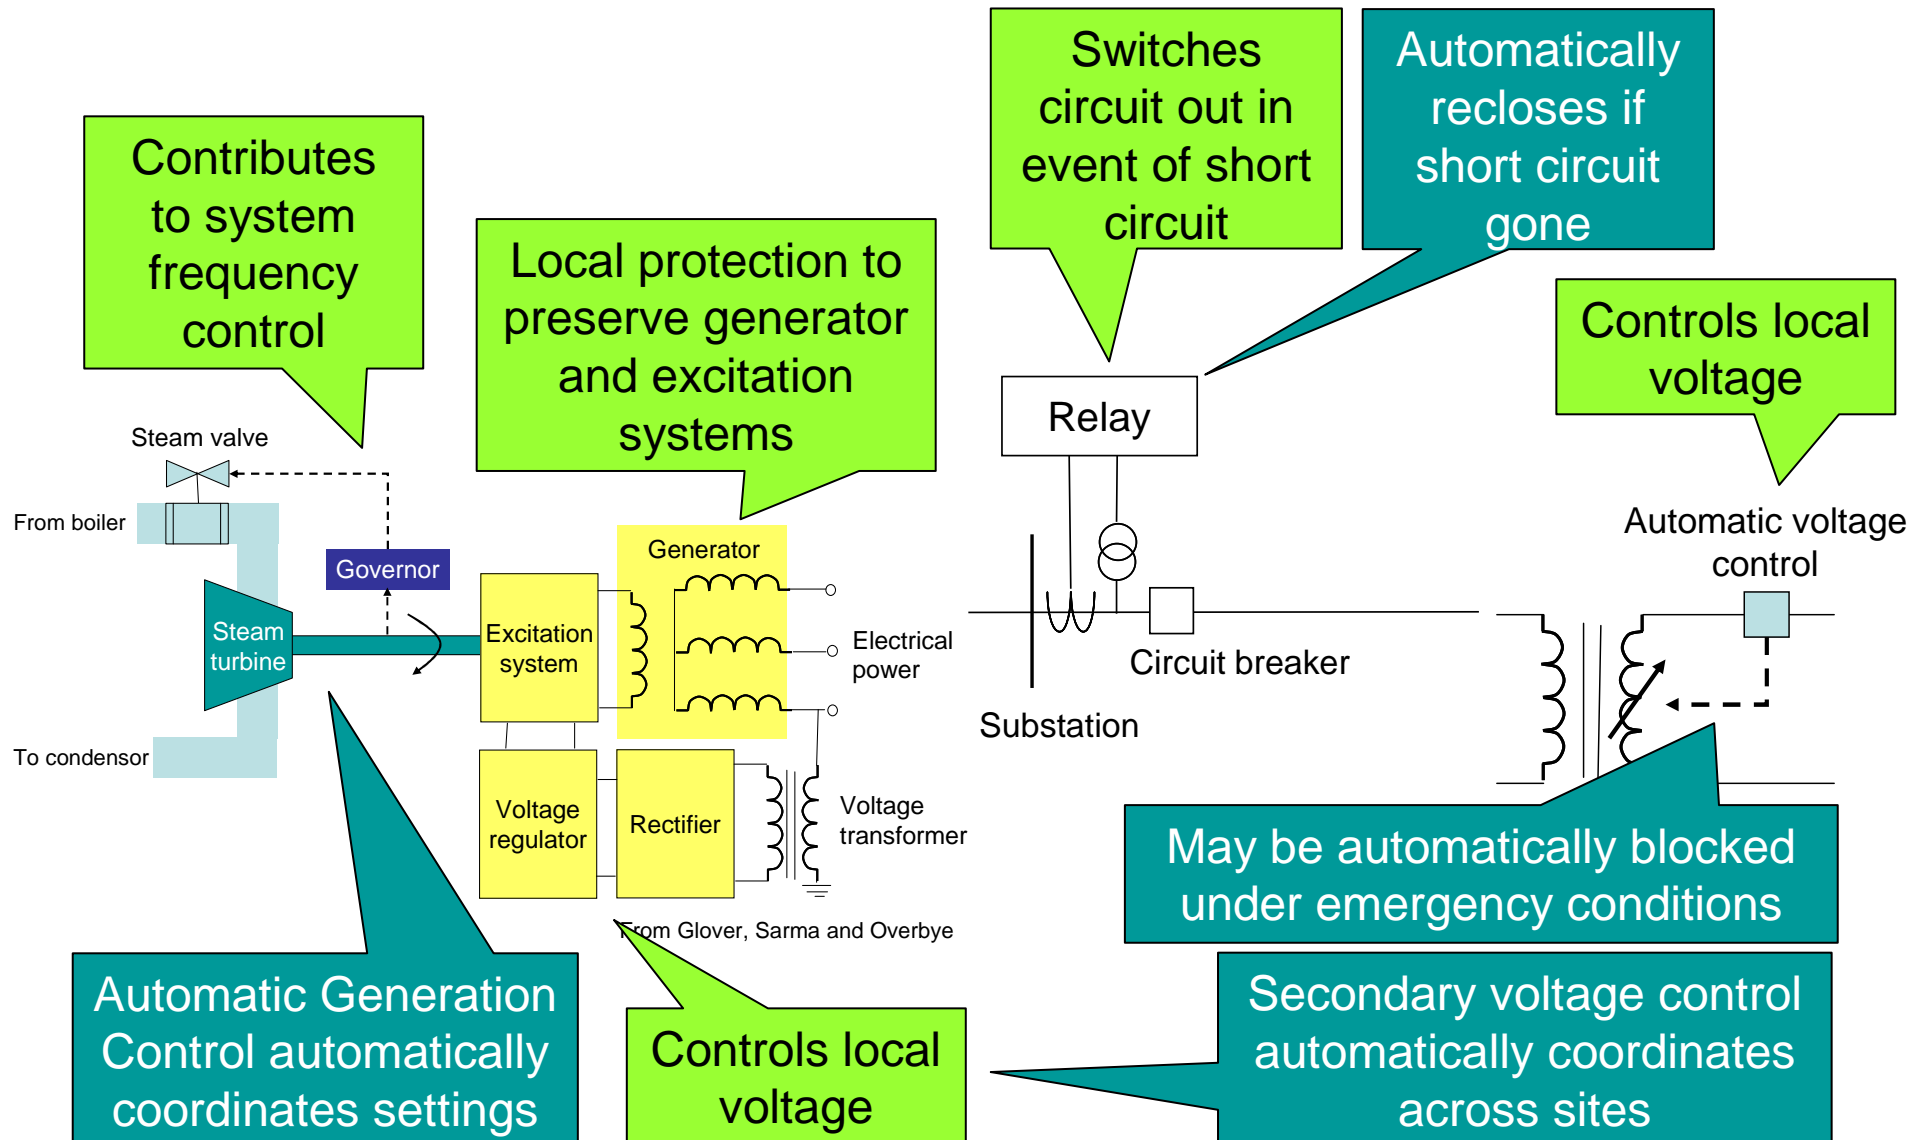 Contributes
to system
frequency
control
Local protection to
preserve generator
and excitation
systems
Switches
circuit out in
event of short
circuit
Automatically
recloses if
short circuit
gone
Controls local
voltage
Steam valve
From boiler
Governor
Steam
turbine
To condensor
Excitation
system
Generator
Electrical
power
Voltage
regulator
Rectifier
Voltage
transformer
From Glover, Sarma and Overbye
Relay
Circuit breaker
Substation
Automatic voltage
control
May be automatically blocked
under emergency conditions
Automatic Generation
Control automatically
coordinates settings
Controls local
voltage
Secondary voltage control
automatically coordinates
across sites